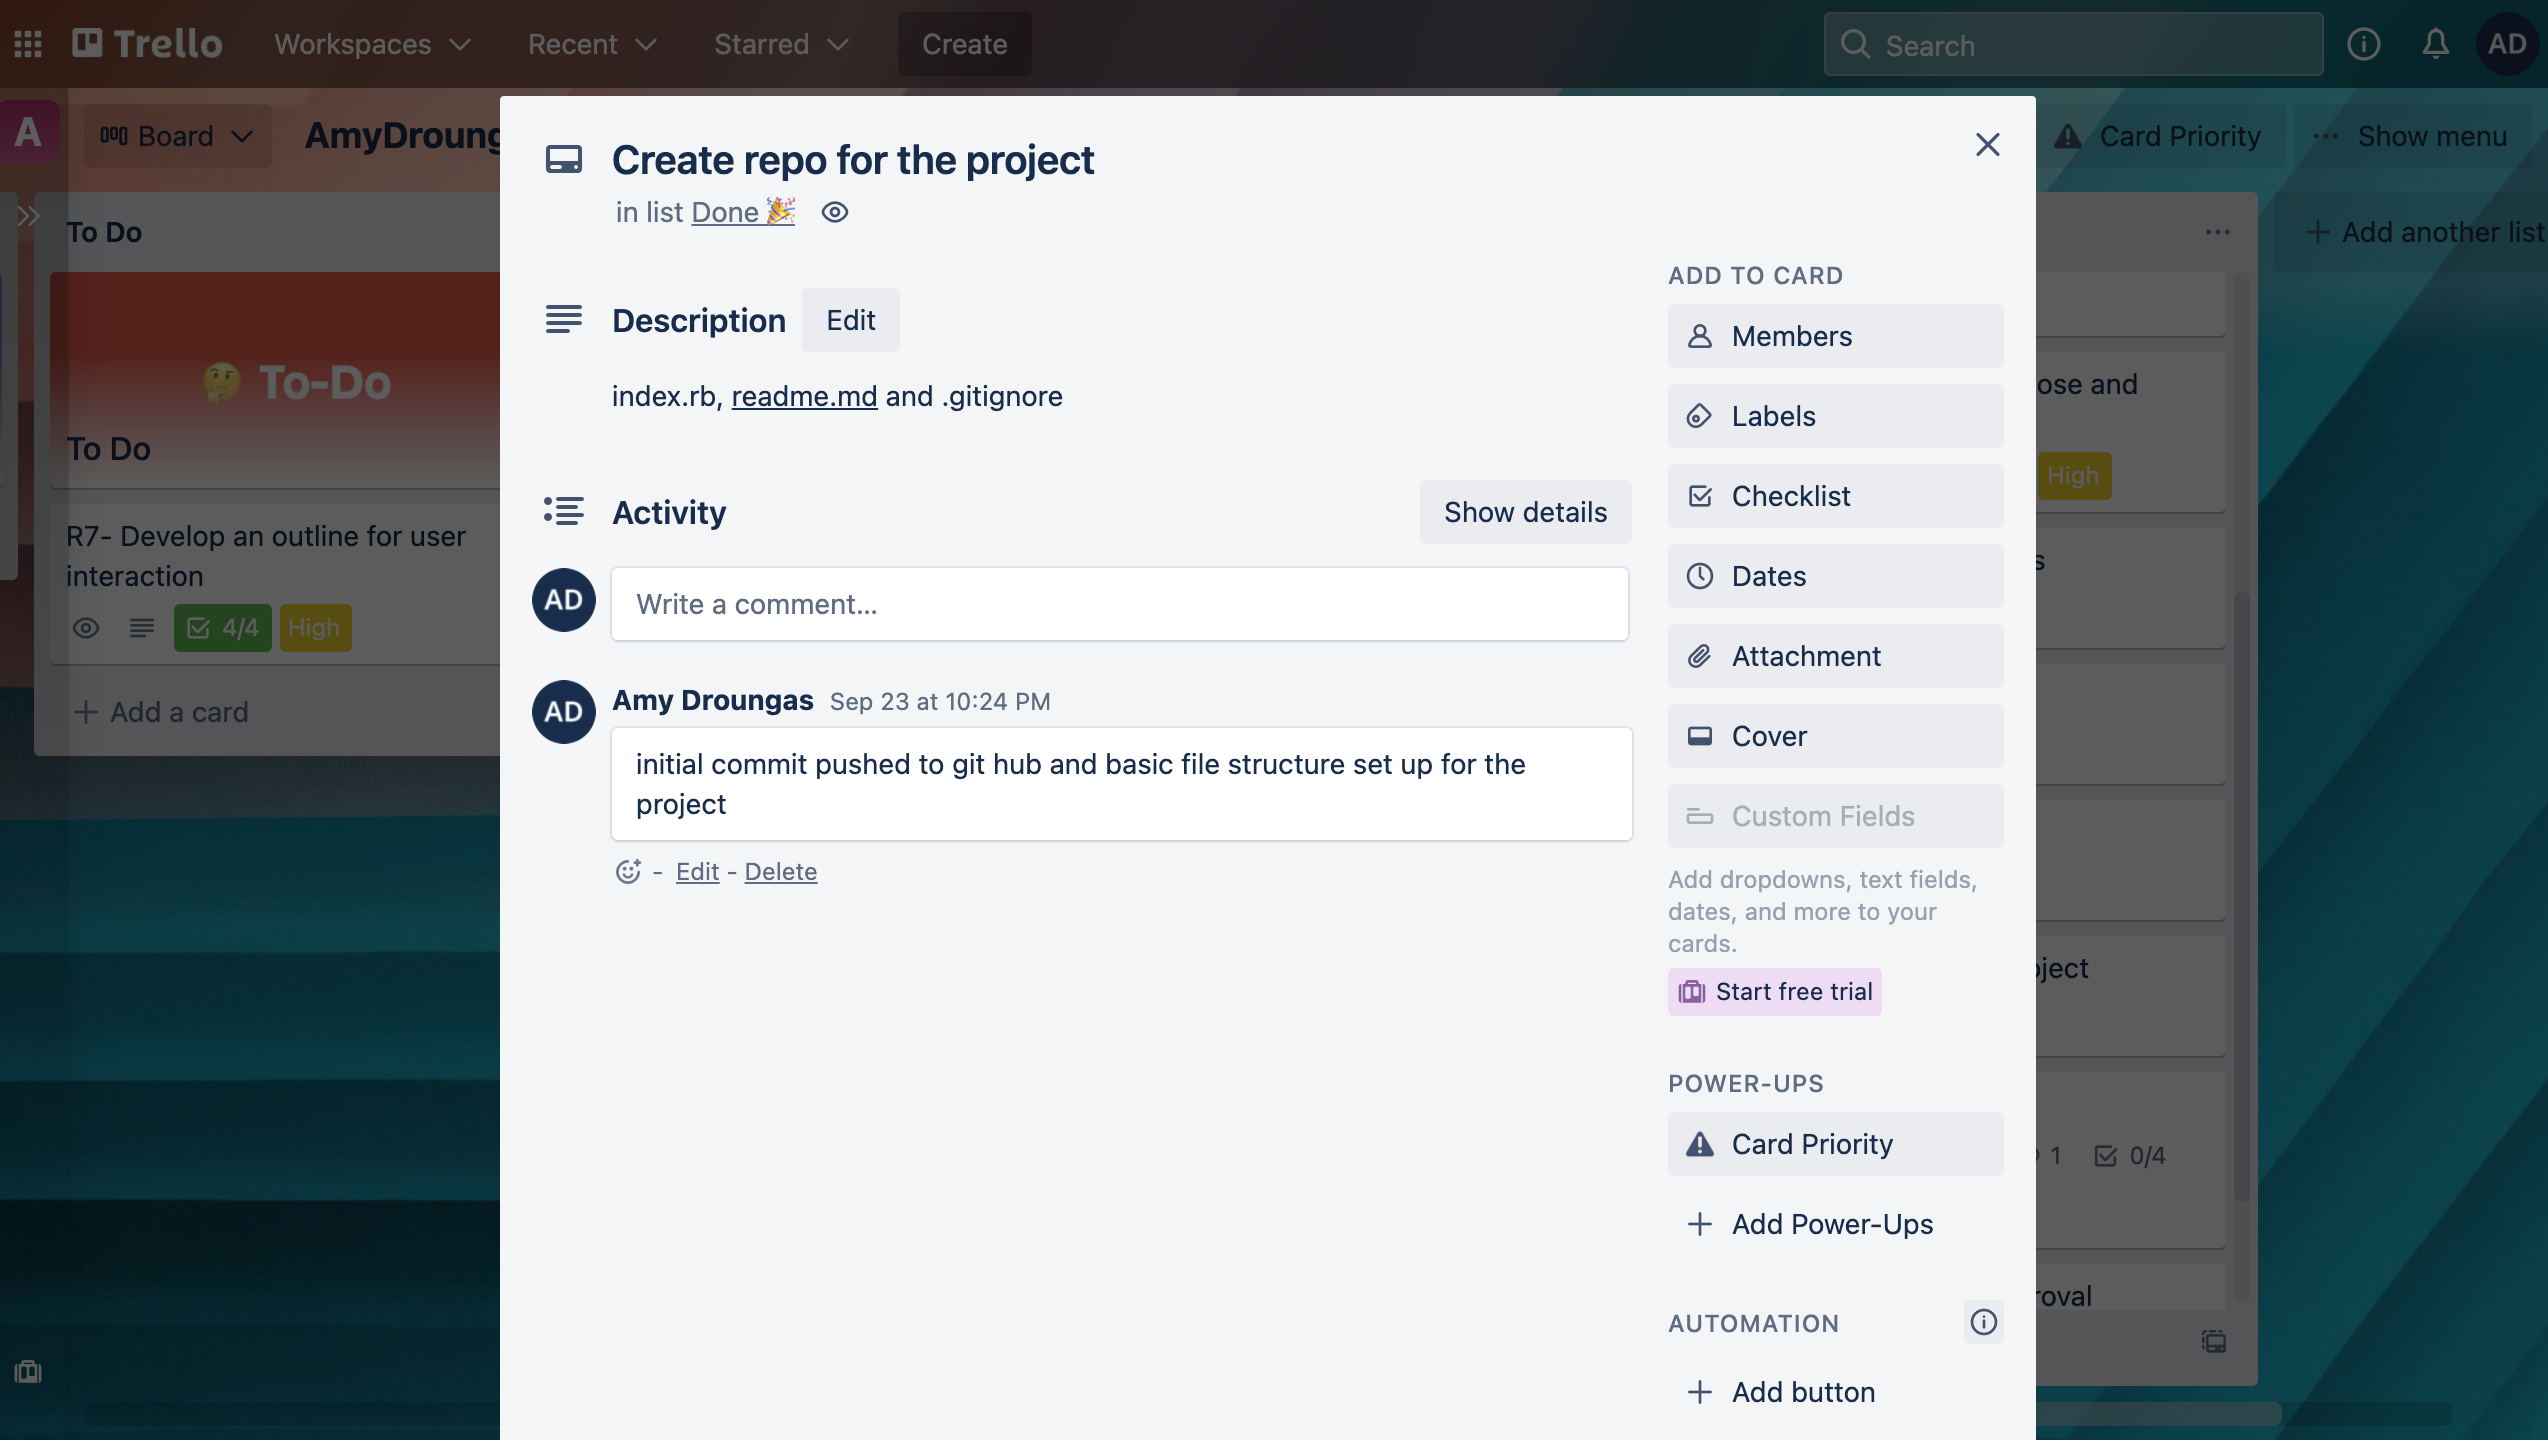 Trello
Workspaces
Recent
Starred
Create
Search
AD
A
Board
AmyDroung
Card Priority
Show menu
To Do
🤔 To-Do
To Do
R7- Develop an outline for user
interaction
4/4
High
+ Add a card
Create repo for the project
in list Done 🎉
Description
Edit
index.rb, readme.md and .gitignore
Activity
Show details
AD
Write a comment...
AD
Amy Droungas Sep 23 at 10:24 PM
initial commit pushed to git hub and basic file structure set up for the
project
- Edit - Delete
ADD TO CARD
Members
Labels
Checklist
Dates
Attachment
Cover
Custom Fields
Add dropdowns, text fields,
dates, and more to your
cards.
Start free trial
POWER-UPS
Card Priority
+ Add Power-Ups
AUTOMATION
+ Add button
+ Add another list
ose and
High
s
ject
1
0/4
roval